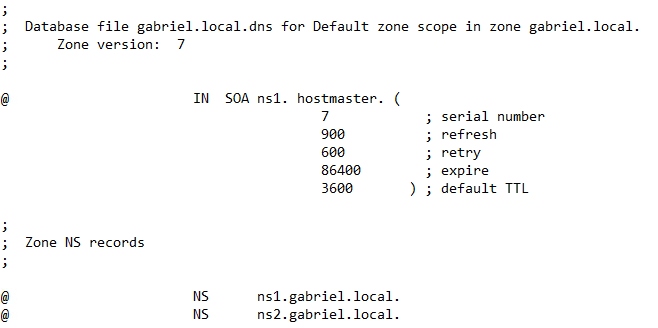 ;
;  Database file gabriel.local.dns for Default zone scope in zone gabriel.local.
;      Zone version:  7
;
@                       IN  SOA ns1. hostmaster. (
                                        7            ; serial number
                                        900          ; refresh
                                        600          ; retry
                                        86400        ; expire
                                        3600       ) ; default TTL
;
;  Zone NS records
;
@                       NS      ns1.gabriel.local.
@                       NS      ns2.gabriel.local.